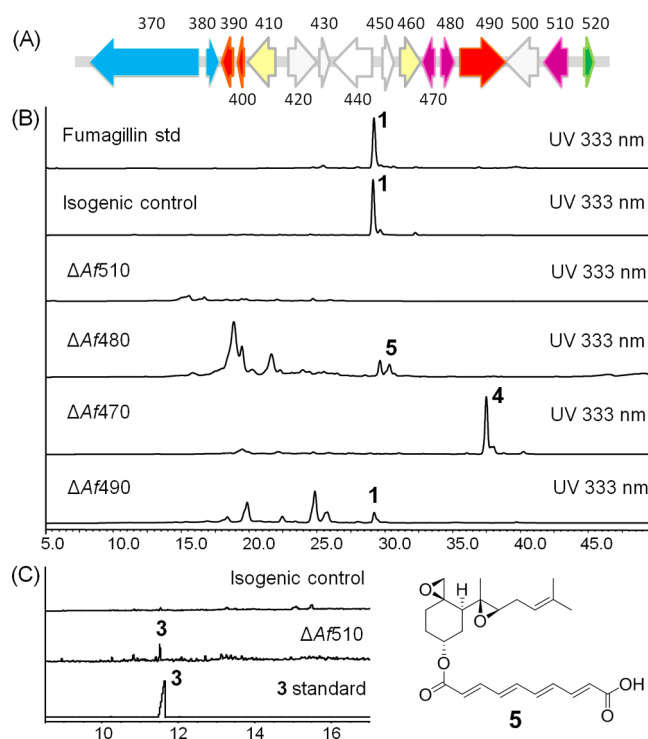 370 380 390 410 430 450 460 480 490 500 510 520
(A)
400 420 440 470
(B)
Fumagillin std 1 UV 333 nm
Isogenic control 1 UV 333 nm
ΔAf510 UV 333 nm
ΔAf480 5 UV 333 nm
ΔAf470 4 UV 333 nm
ΔAf490 1 UV 333 nm
5.0 10.0 15.0 20.0 25.0 30.0 35.0 40.0 45.0
(C)
Isogenic control
3 ΔAf510
3 3 standard
10 12 14 16
O H O
O
O O OH
5